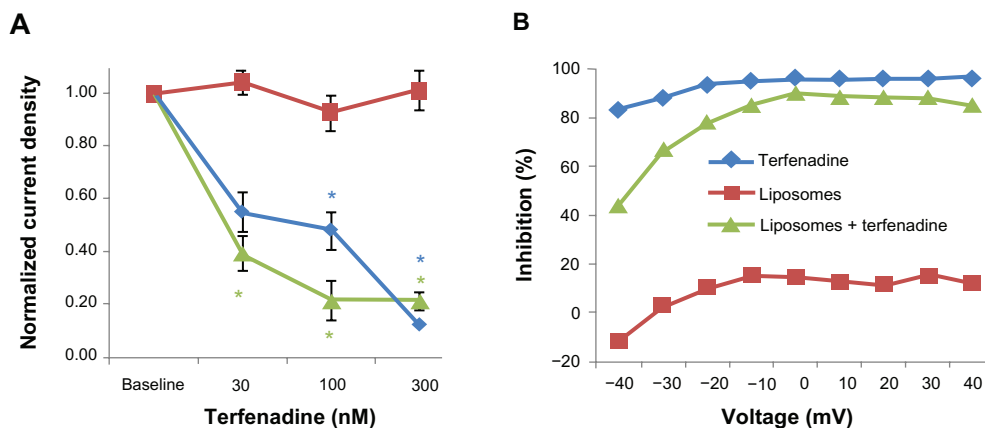 A
Normalized current density
1.00
0.80
0.60
0.40
0.20
0.00
*
*
*
*
*
Baseline 30 100 300
Terfenadine (nM)
B
Inhibition (%)
100
80
60
40
20
0
−20
Terfenadine
Liposomes
Liposomes + terfenadine
−40 −30 −20 −10 0 10 20 30 40
Voltage (mV)